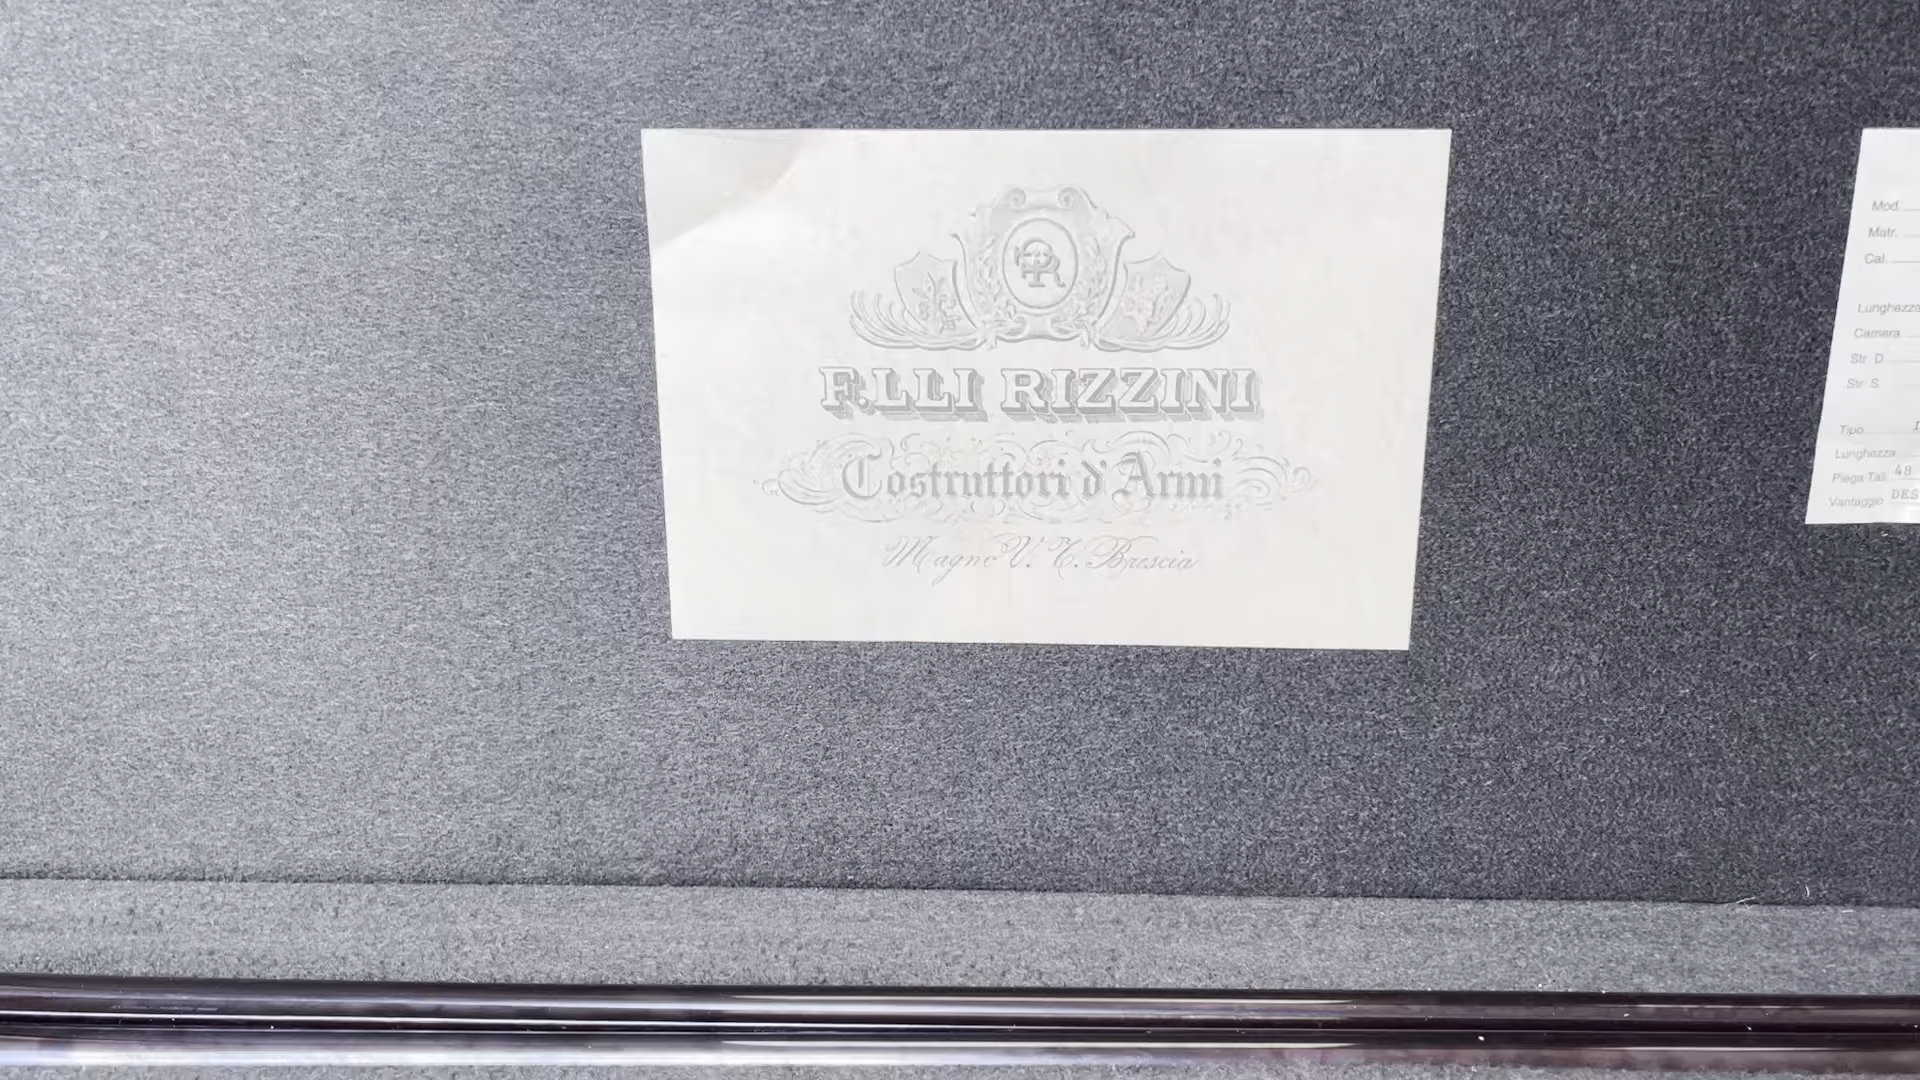 F.LLI RIZZINI
Costruttori d'Armi
Magno V. T. Brescia
Mod.
Matr.
Cal.
Lunghezza
Camera
Str. D
Str. S.
Tipo
Lunghezza
Piega Tall. 48
Vantaggio DES